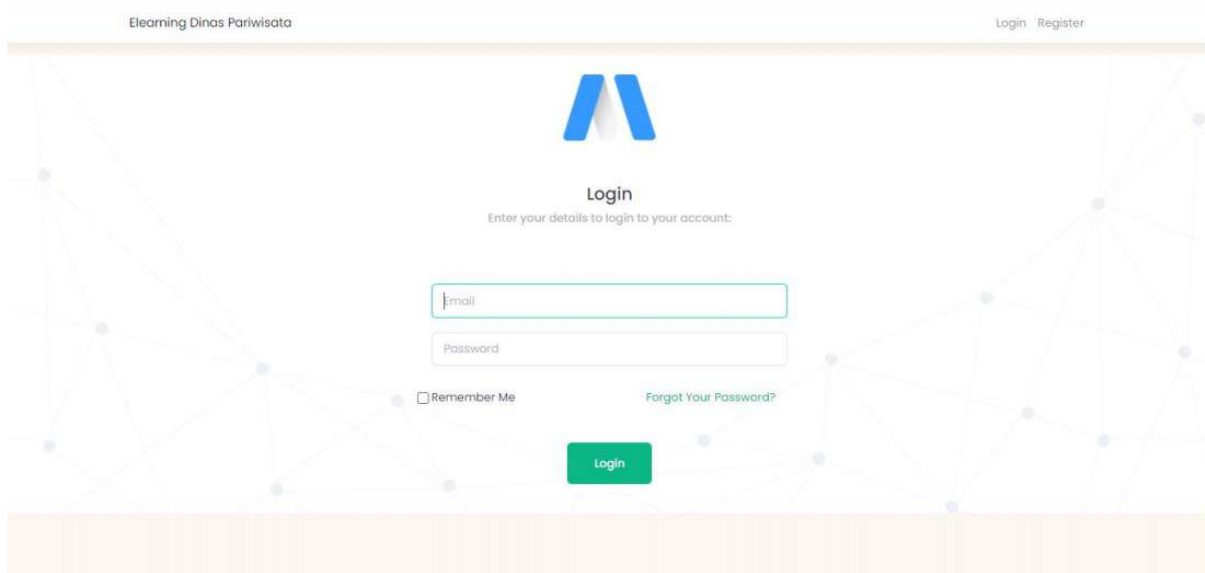 Elearning Dinas Pariwisata
Login Register
Login
Enter your details to login to your account:
Email
Password
Remember Me
Forgot Your Password?
Login